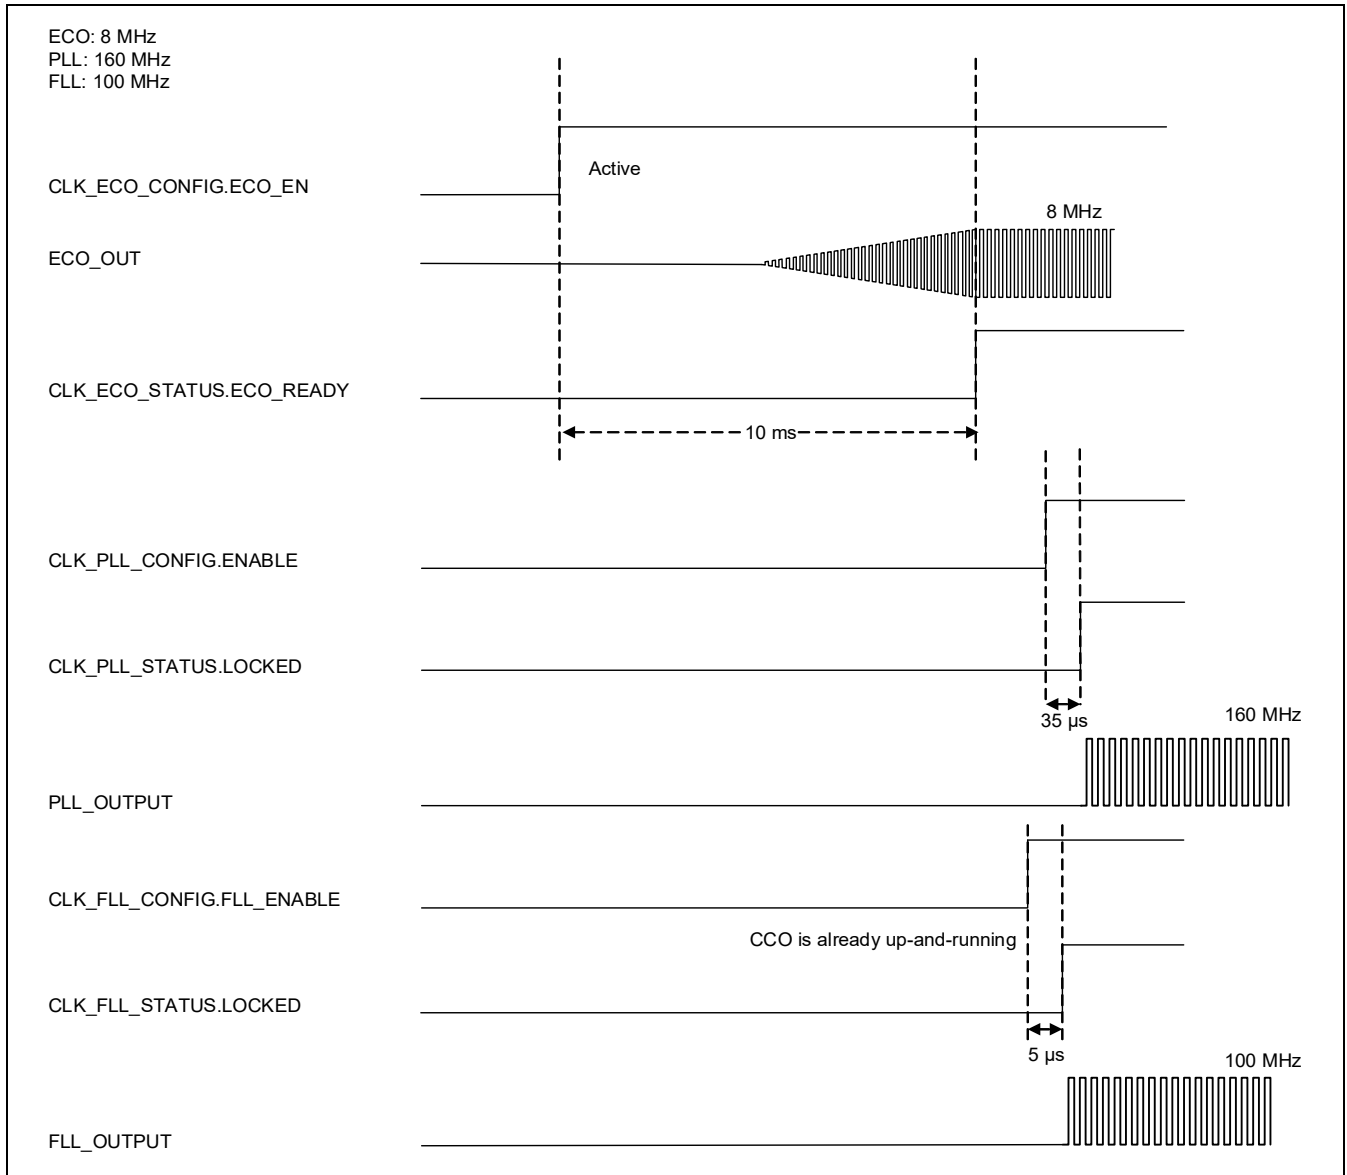 ECO: 8 MHz
PLL: 160 MHz
FLL: 100 MHz
Active
CLK_ECO_CONFIG.ECO_EN
8 MHz
ECO_OUT
CLK_ECO_STATUS.ECO_READY
10 ms
CLK_PLL_CONFIG.ENABLE
CLK_PLL_STATUS.LOCKED
35 µs
160 MHz
PLL_OUTPUT
CLK_FLL_CONFIG.FLL_ENABLE
CCO is already up-and-running
CLK_FLL_STATUS.LOCKED
5 µs
100 MHz
FLL_OUTPUT